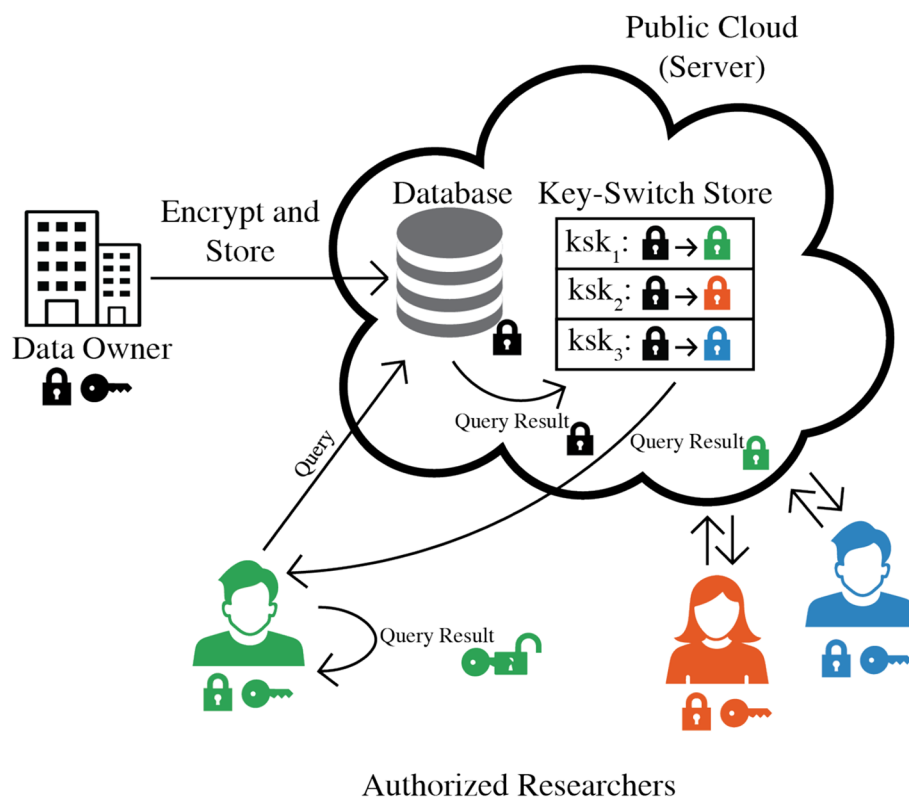 Public Cloud
(Server)
Encrypt and
Store
Database
Key-Switch Store
ksk₁:
ksk₂:
ksk₃:
Data Owner
Query
Query Result
Query Result
Query Result
Authorized Researchers